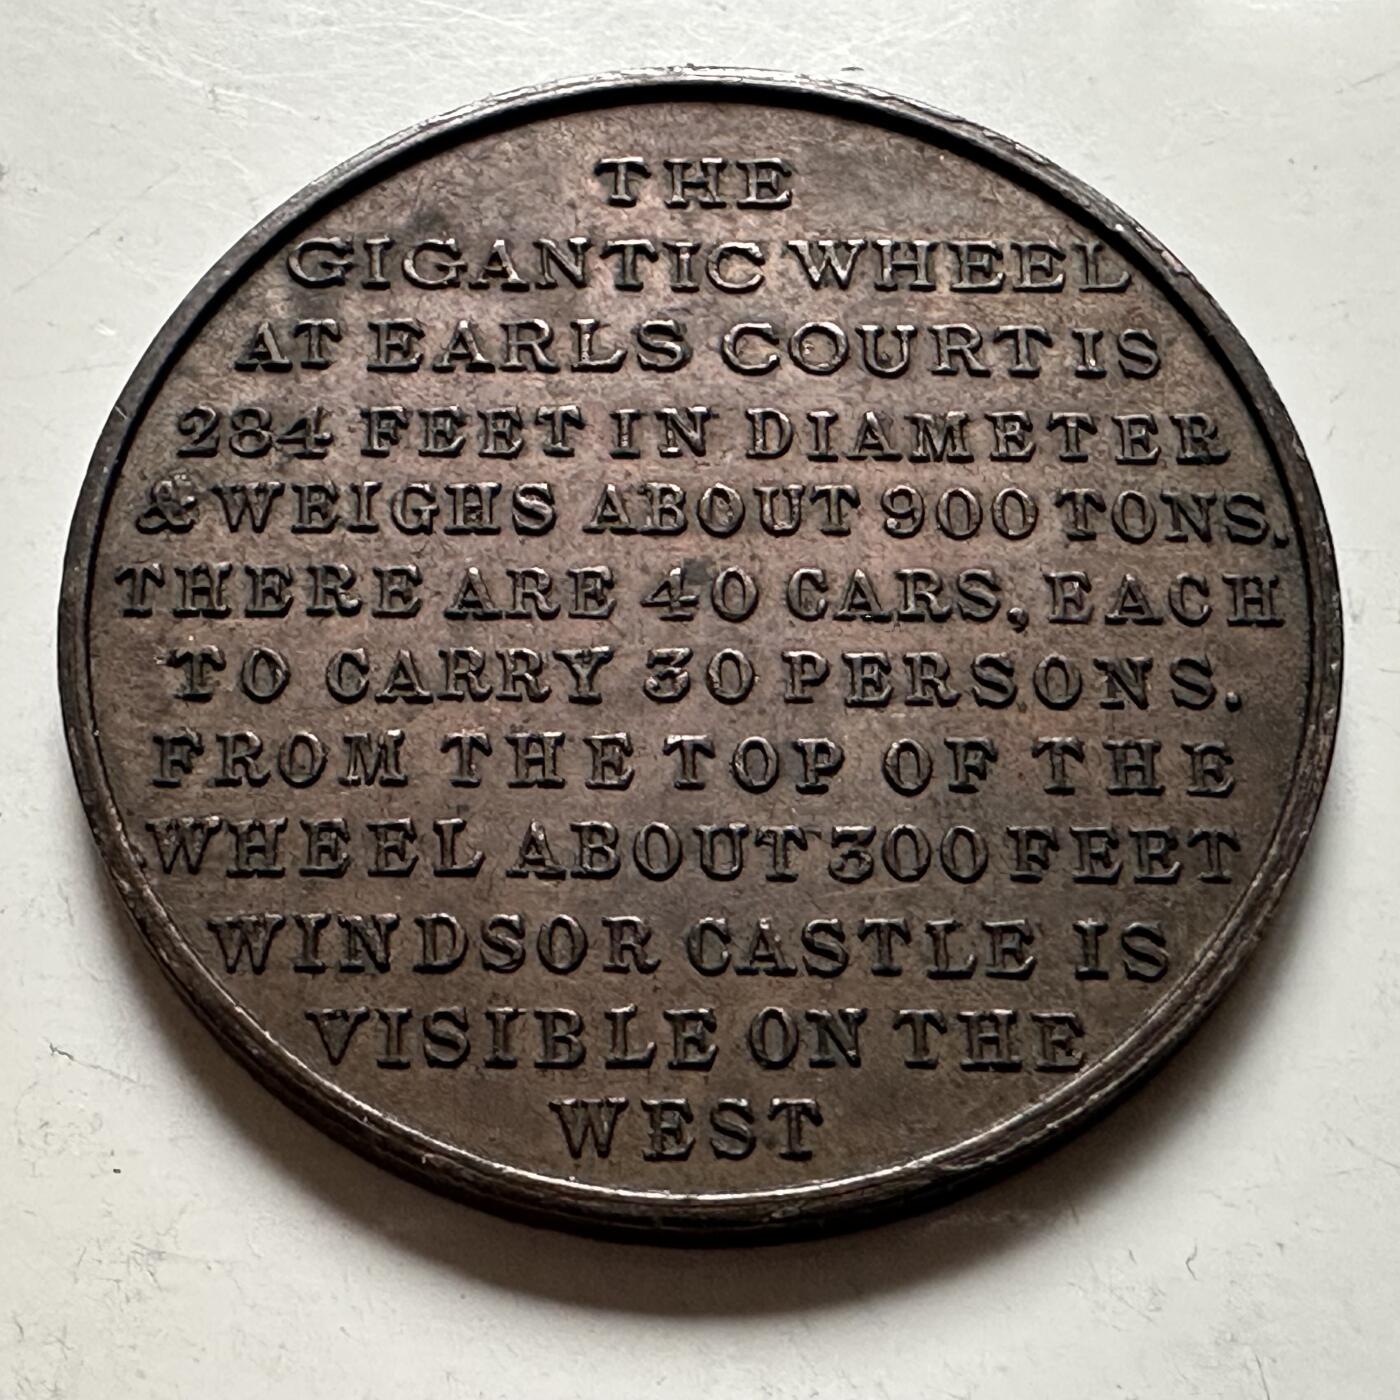 THE
GIGANTIC WHEEL
AT EARLS COURT IS
284 FEET IN DIAMETER
& WEIGHS ABOUT 900 TONS.
THERE ARE 40 CARS, EACH
TO CARRY 30 PERSONS.
FROM THE TOP OF THE
WHEEL ABOUT 300 FEET
WINDSOR CASTLE IS
VISIBLE ON THE
WEST